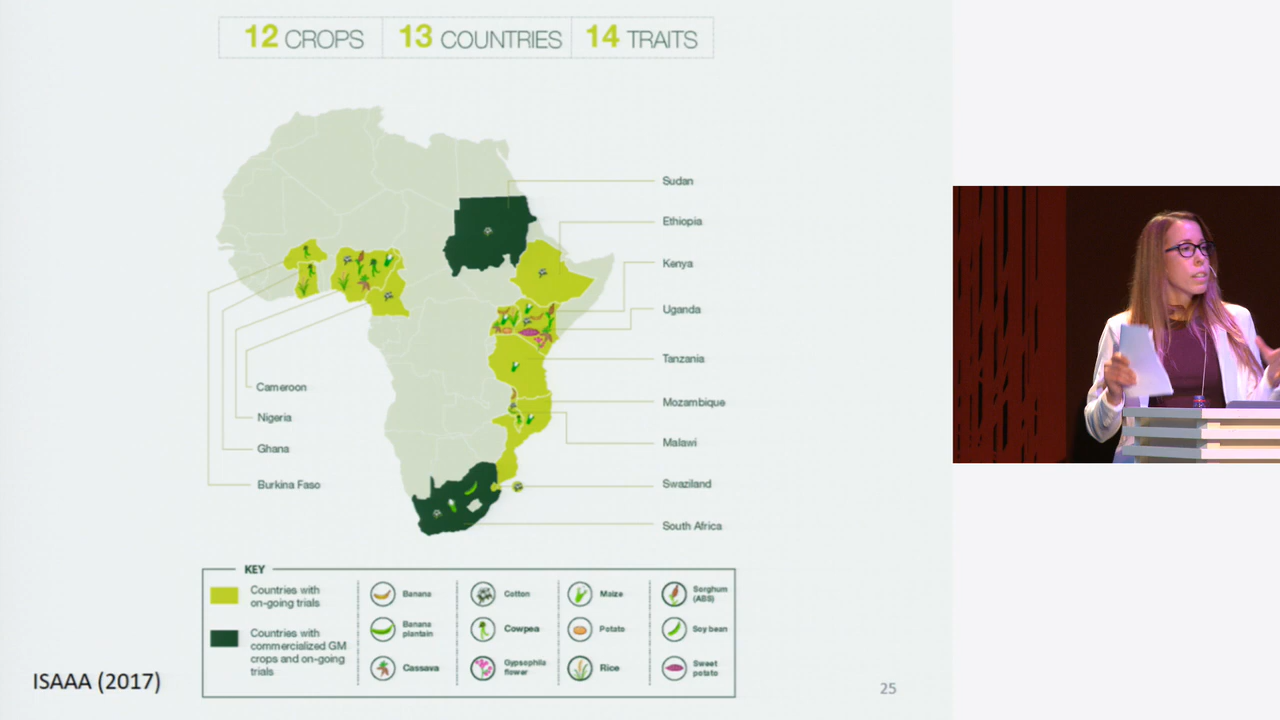 12 CROPS 13 COUNTRIES 14 TRAITS
Sudan
Ethiopia
Kenya
Uganda
Tanzania
Mozambique
Malawi
Swaziland
South Africa
Cameroon
Nigeria
Ghana
Burkina Faso
KEY
Countries with
on-going trials
Countries with
commercialized GM
crops and on-going
trials
Banana
Banana
plantain
Cassava
Cotton
Cowpea
Gypsophila
flower
Maize
Potato
Rice
Sorghum
(ABS)
Soy bean
Sweet
potato
ISAAA (2017)
25